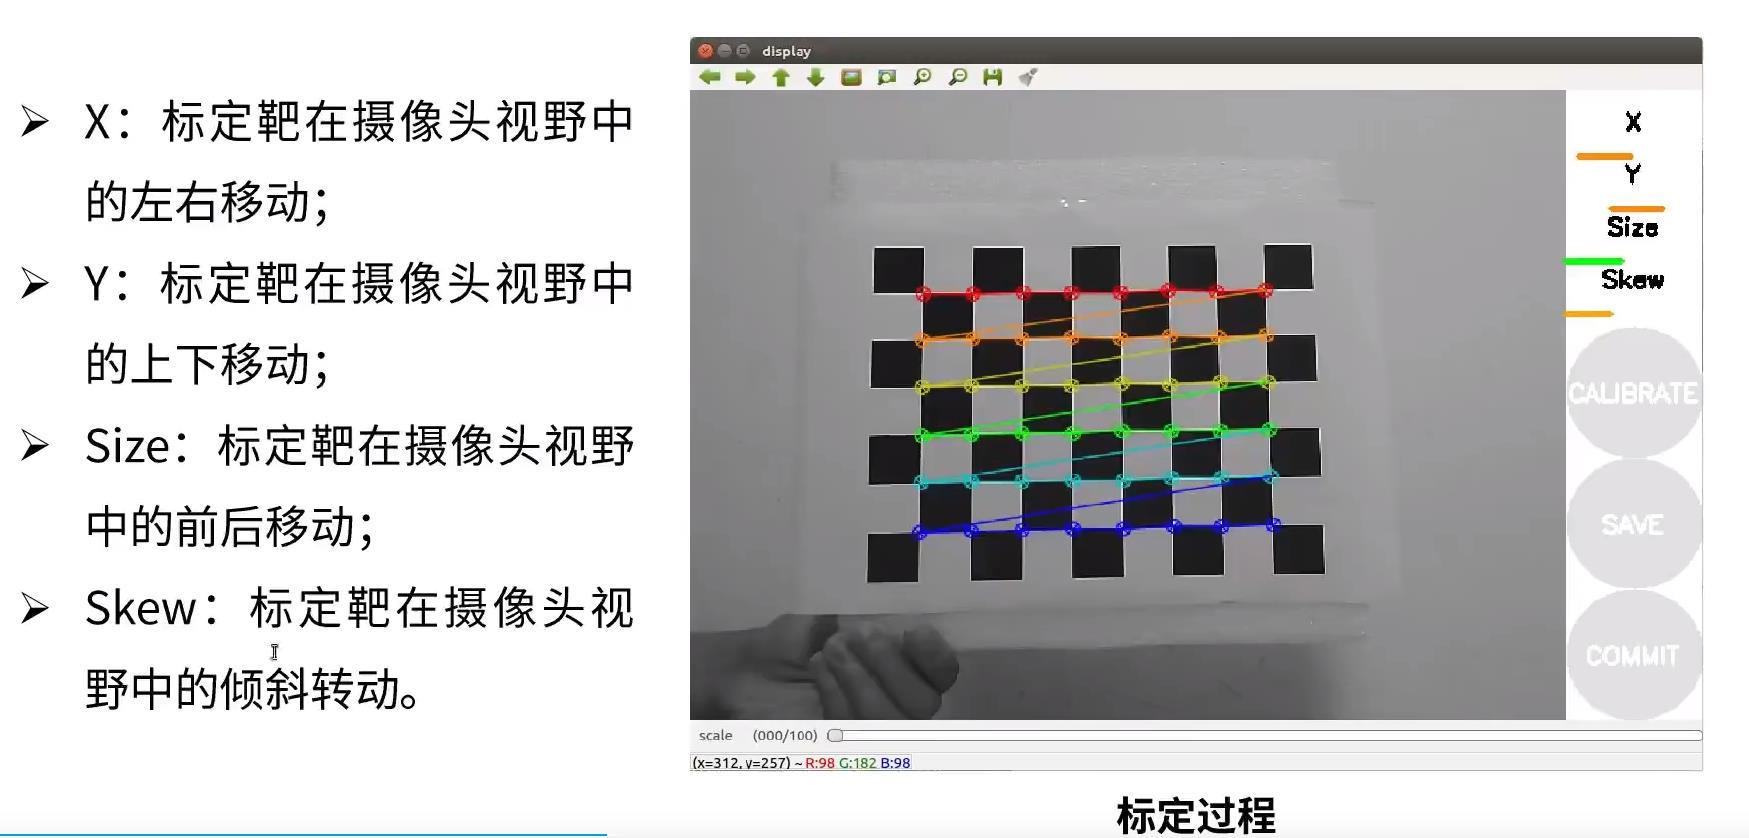 X：标定靶在摄像头视野中
的左右移动；
Y：标定靶在摄像头视野中
的上下移动；
Size：标定靶在摄像头视野
中的前后移动；
Skew：标定靶在摄像头视
野中的倾斜转动。
display
X
Y
Size
Skew
CALIBRATE
SAVE
COMMIT
scale (000/100)
(x=312, y=257) ~ R:98 G:182 B:98
标定过程